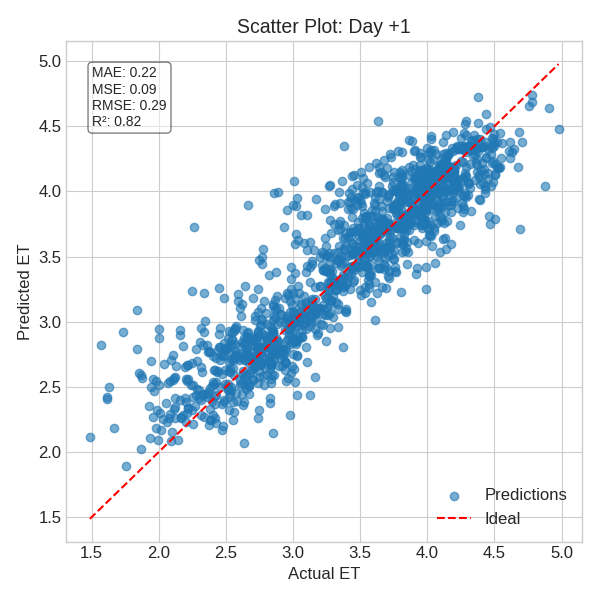 Scatter Plot: Day +1
MAE: 0.22
MSE: 0.09
RMSE: 0.29
R²: 0.82
Predicted ET
5.0
4.5
4.0
3.5
3.0
2.5
2.0
1.5
Predictions
Ideal
1.5 2.0 2.5 3.0 3.5 4.0 4.5 5.0
Actual ET